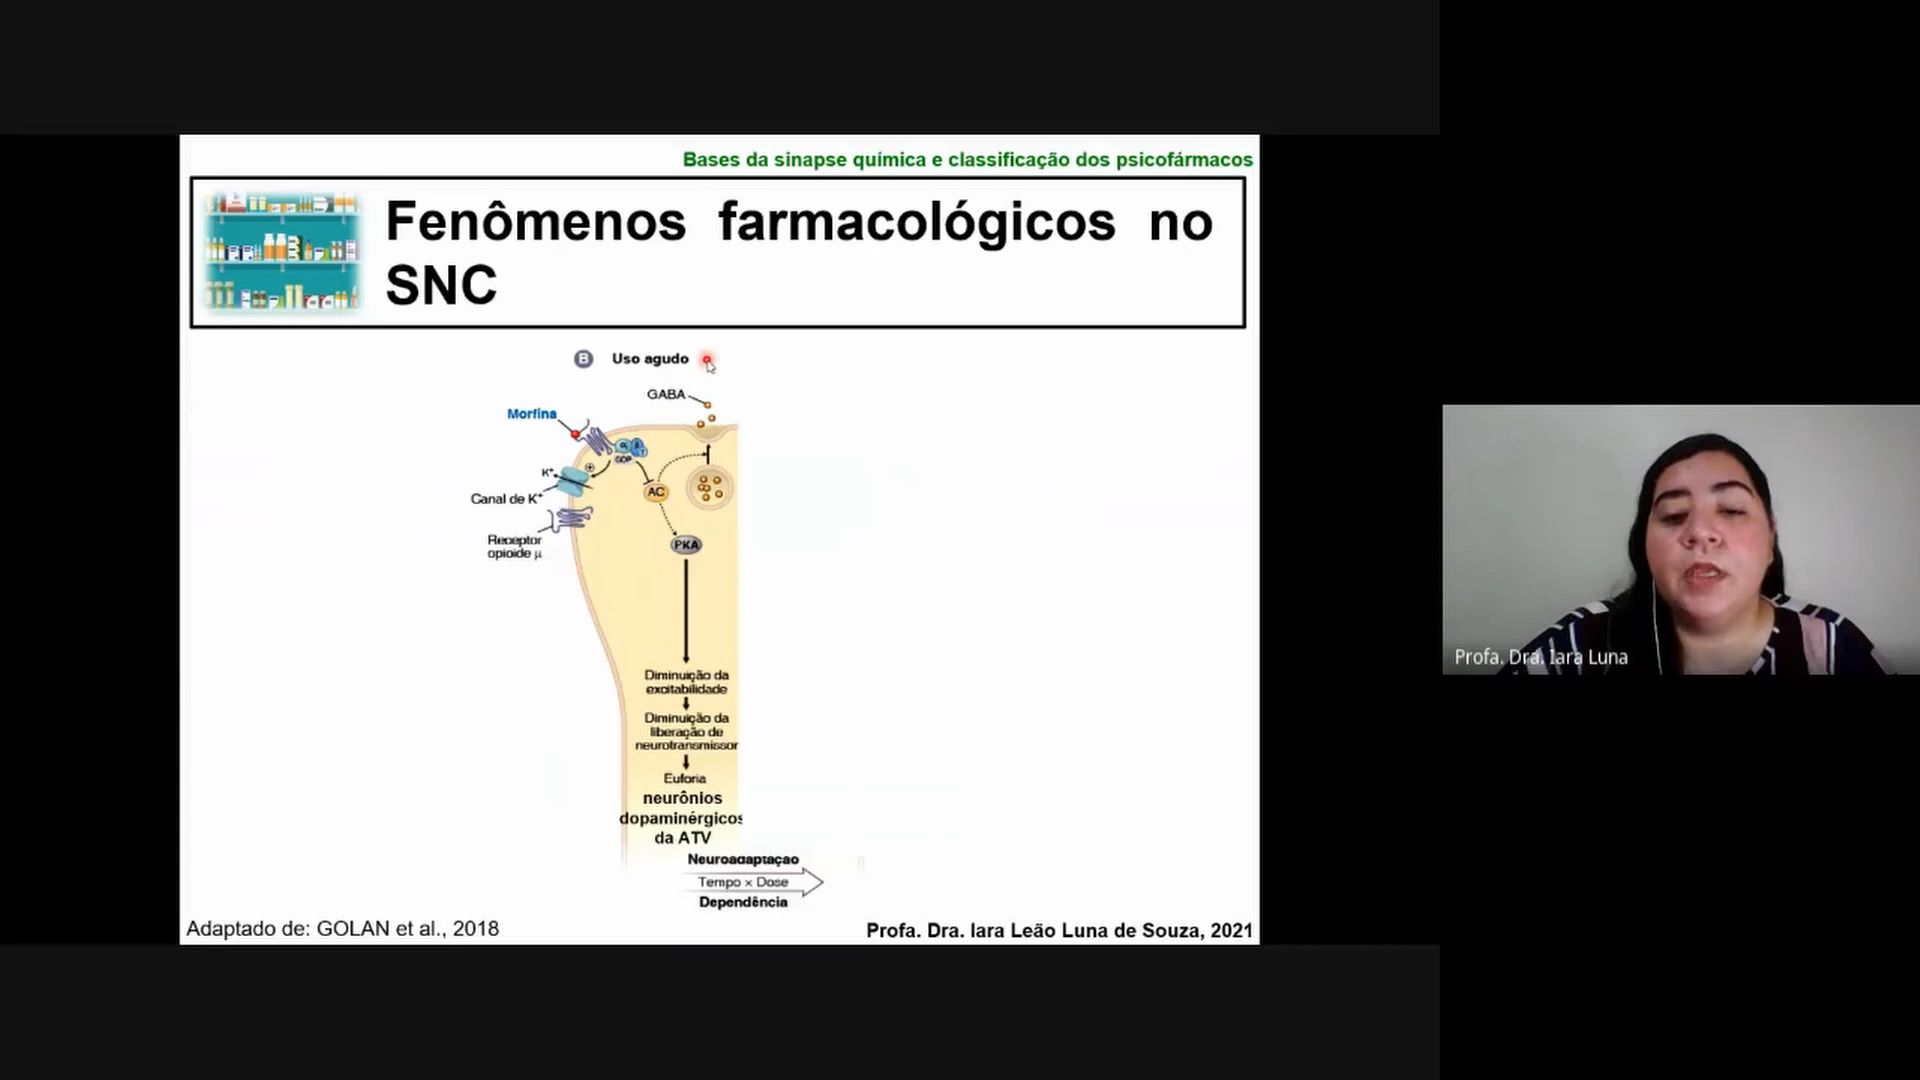 Bases da sinapse química e classificação dos psicofármacos
Fenômenos farmacológicos no
SNC
B Uso agudo
GABA
Morfina
α β γ
GDP
K⁺
+
Canal de K⁺
AC
Receptor
opioide μ
PKA
Diminuição da
excitabilidade
Diminuição da
liberação de
neurotransmissor
Euforia
neurônios
dopaminérgicos
da ATV
Neuroadaptação
Tempo x Dose
Dependência
Adaptado de: GOLAN et al., 2018
Profa. Dra. Iara Leão Luna de Souza, 2021
Profa. Dra. Iara Luna